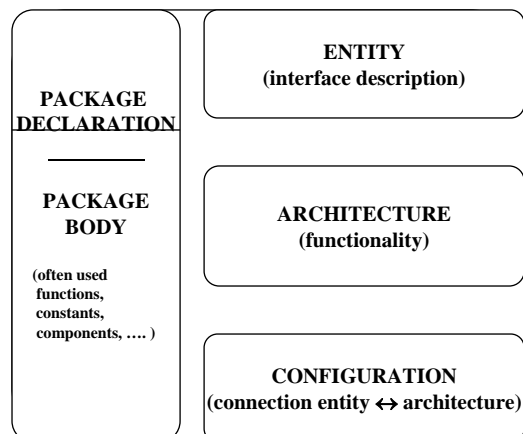 PACKAGE
DECLARATION
PACKAGE
BODY
(often used
functions,
constants,
components, .... )
ENTITY
(interface description)
ARCHITECTURE
(functionality)
CONFIGURATION
(connection entity ↔ architecture)